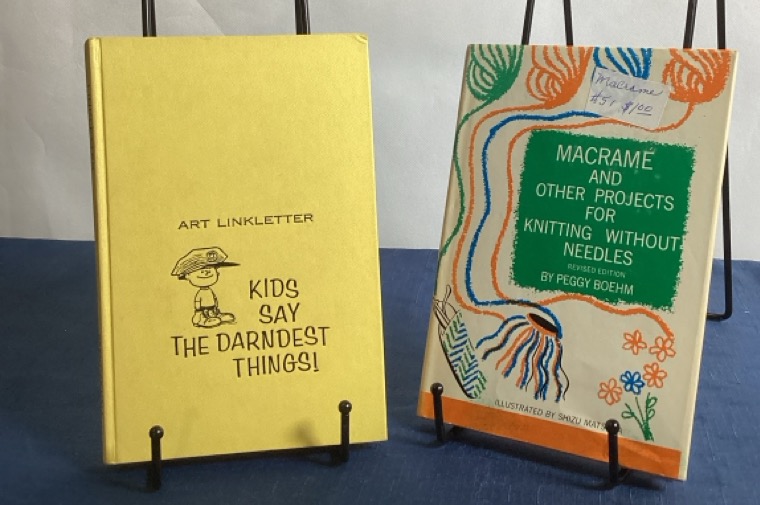 ART LINKLETTER
KIDS
SAY
THE DARNDEST
THINGS!
Macrame
#51 $1.00
MACRAMÉ
AND
OTHER PROJECTS
FOR
KNITTING WITHOUT
NEEDLES
REVISED EDITION
BY PEGGY BOEHM
ILLUSTRATED BY SHIZU